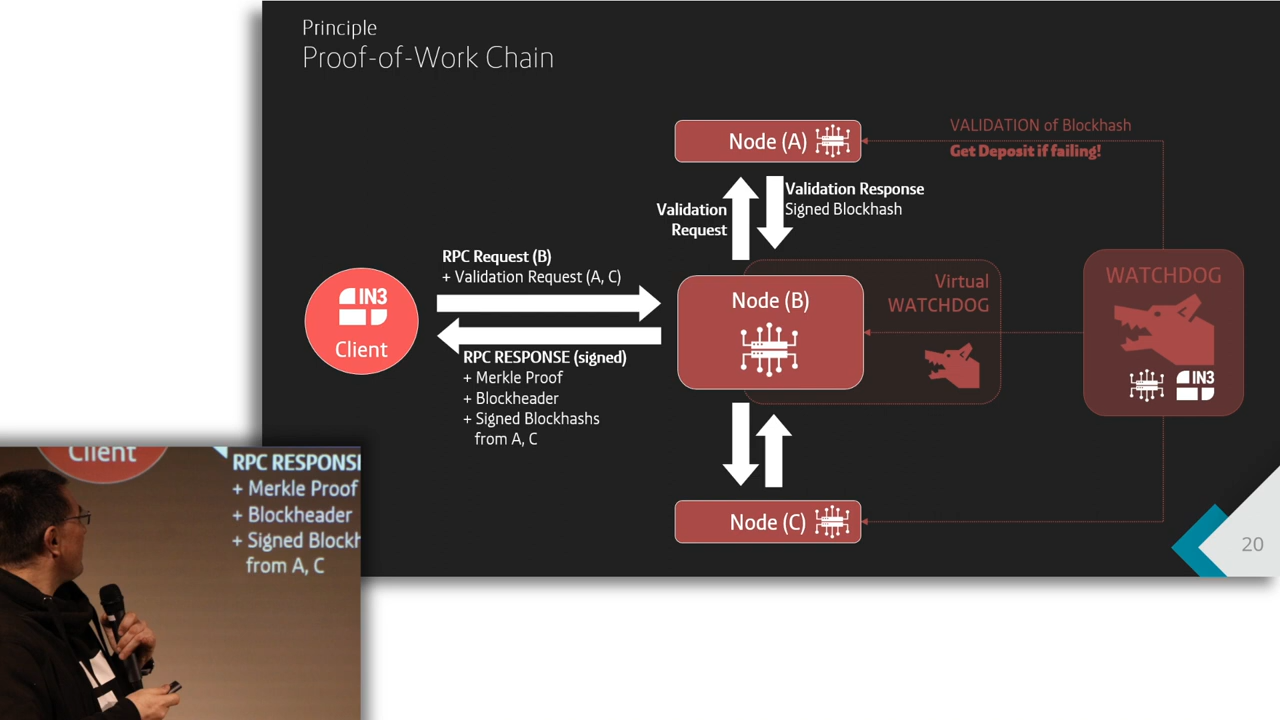 Principle
Proof-of-Work Chain
Node (A)
VALIDATION of Blockhash
Get Deposit if failing!
Validation
Request
Validation Response
Signed Blockhash
RPC Request (B)
+ Validation Request (A, C)
IN3
Client
Node (B)
Virtual
WATCHDOG
WATCHDOG
IN3
RPC RESPONSE (signed)
+ Merkle Proof
+ Blockheader
+ Signed Blockhashs
from A, C
Node (C)
20
Client
RPC RESPONS
+ Merkle Proof
+ Blockheader
+ Signed Block
from A, C